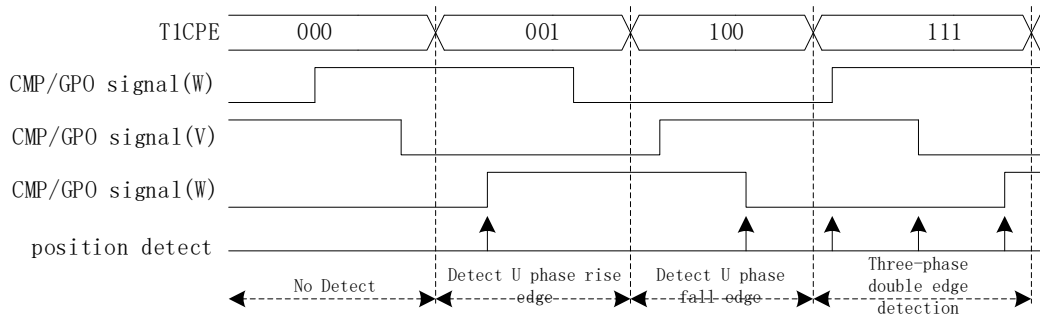 T1CPE 000 001 100 111
CMP/GPO signal(W)
CMP/GPO signal(V)
CMP/GPO signal(W)
position detect
No Detect
Detect U phase rise
edge
Detect U phase
fall edge
Three-phase
double edge
detection